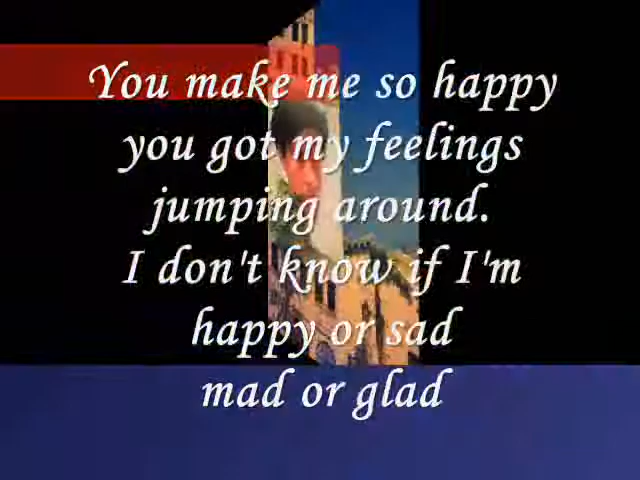 You make me so happy
you got my feelings
jumping around.
I don't know if I'm
happy or sad
mad or glad